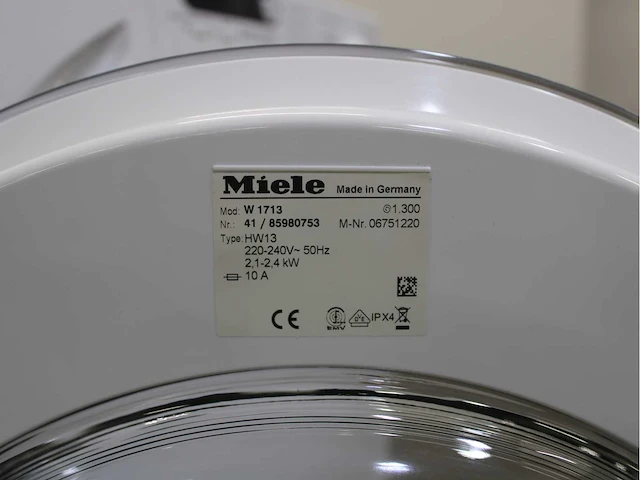 Miele Made in Germany
Mod: W 1713 1.300
Nr.: 41 / 85980753 M-Nr. 06751220
Type: HW13
220-240V~ 50Hz
2,1-2,4 kW
10 A
CE EMV IPX4